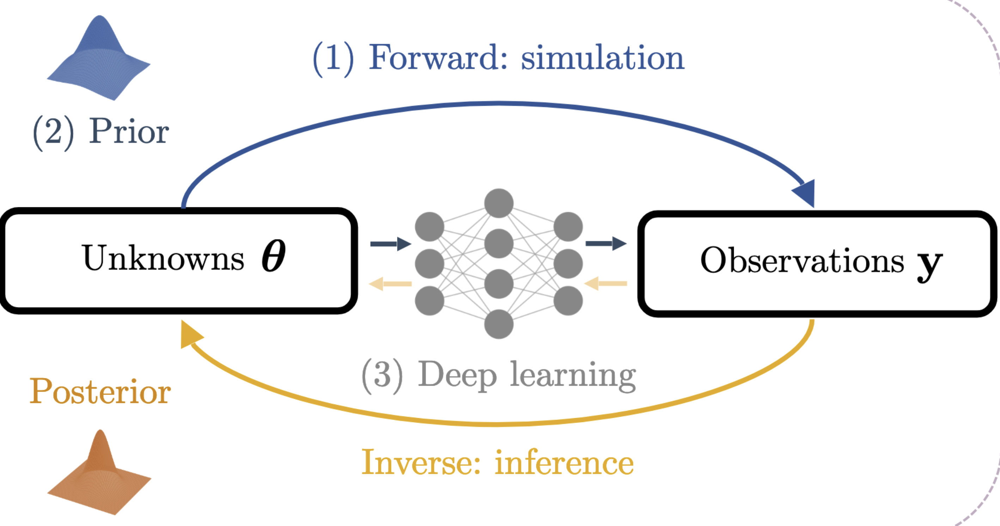 (1) Forward: simulation
(2) Prior
Unknowns θ
Observations y
(3) Deep learning
Posterior
Inverse: inference